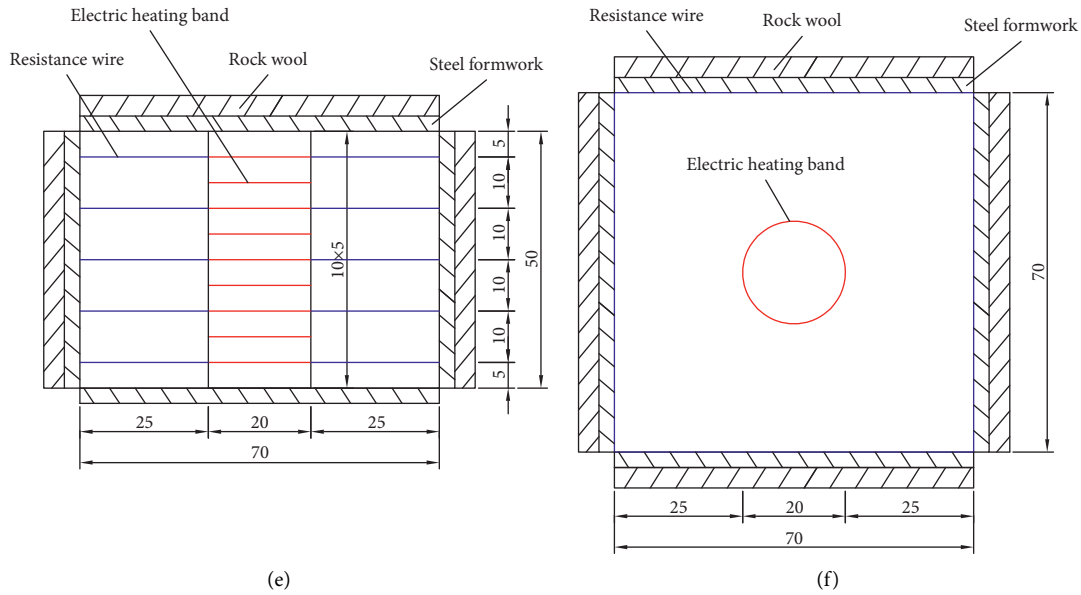 Electric heating band
Resistance wire
Rock wool
Steel formwork
5
10
10
10
10
5
50
10×5
25
20
25
70
(e)
Resistance wire
Rock wool
Steel formwork
Electric heating band
70
25
20
25
70
(f)